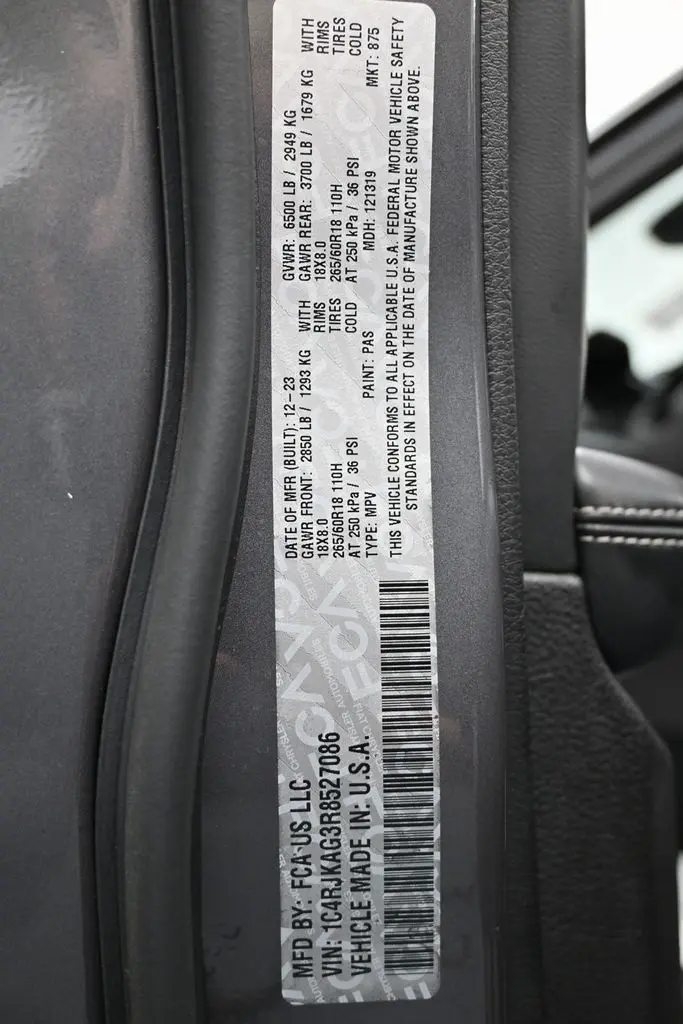 MFD BY: FCA US LLC
VIN: 1C4RJKAG3R8527086
VEHICLE MADE IN: U.S.A.
DATE OF MFR (BUILT): 12-23
GAWR FRONT: 2850 LB / 1293 KG WITH
18X8.0 RIMS
265/60R18 110H TIRES
AT 250 kPa / 36 PSI COLD
TYPE: MPV PAINT: PAS
GVWR: 6500 LB / 2949 KG
GAWR REAR: 3700 LB / 1679 KG WITH
18X8.0 RIMS
265/60R18 110H TIRES
AT 250 kPa / 36 PSI COLD
MDH: 121319 MKT: 875
THIS VEHICLE CONFORMS TO ALL APPLICABLE U.S.A. FEDERAL MOTOR VEHICLE SAFETY
STANDARDS IN EFFECT ON THE DATE OF MANUFACTURE SHOWN ABOVE.